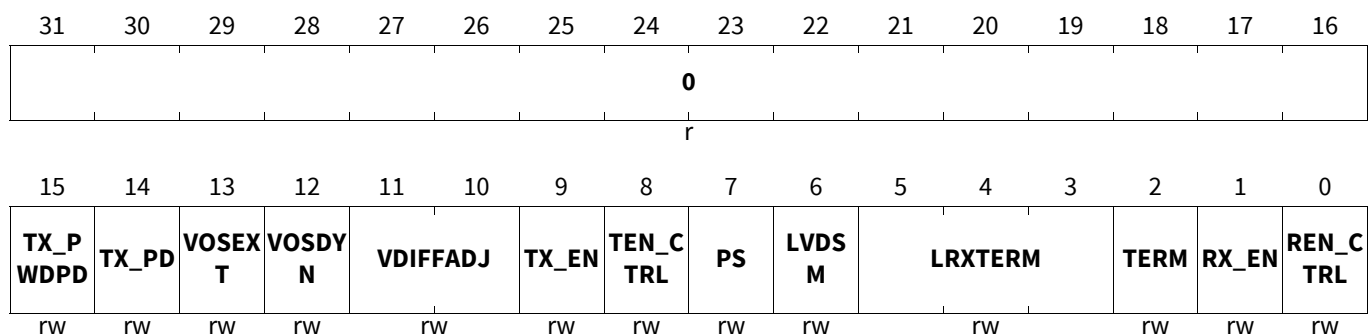 31 30 29 28 27 26 25 24 23 22 21 20 19 18 17 16
0
r
15 14 13 12 11 10 9 8 7 6 5 4 3 2 1 0
TX_P VOSEX VOSDY TEN_C LVDS REN_C
TX_PD VDIFFADJ TX_EN PS LRXTERM TERM RX_EN
WDPD T N TRL M TRL
rw rw rw rw rw rw rw rw rw rw rw rw rw